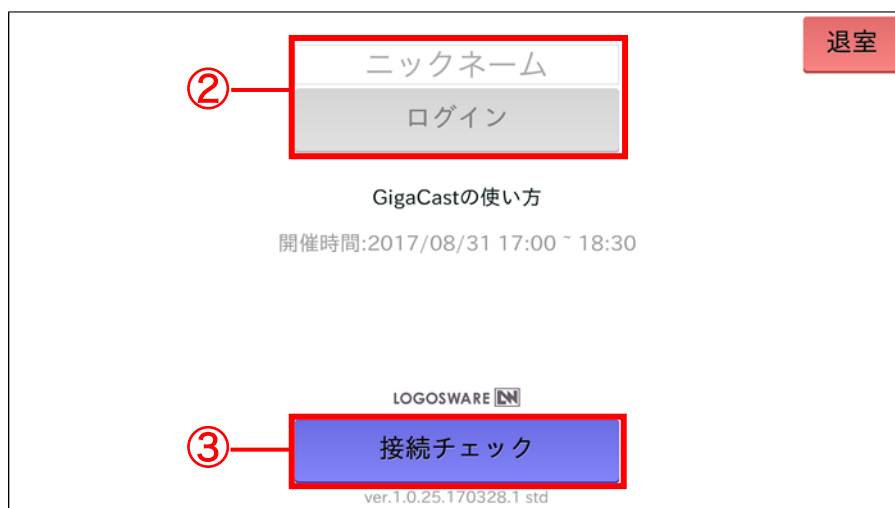 退室
②
ニックネーム
ログイン
GigaCastの使い方
開催時間:2017/08/31 17:00 ~ 18:30
LOGOSWARE
③
接続チェック
ver.1.0.25.170328.1 std